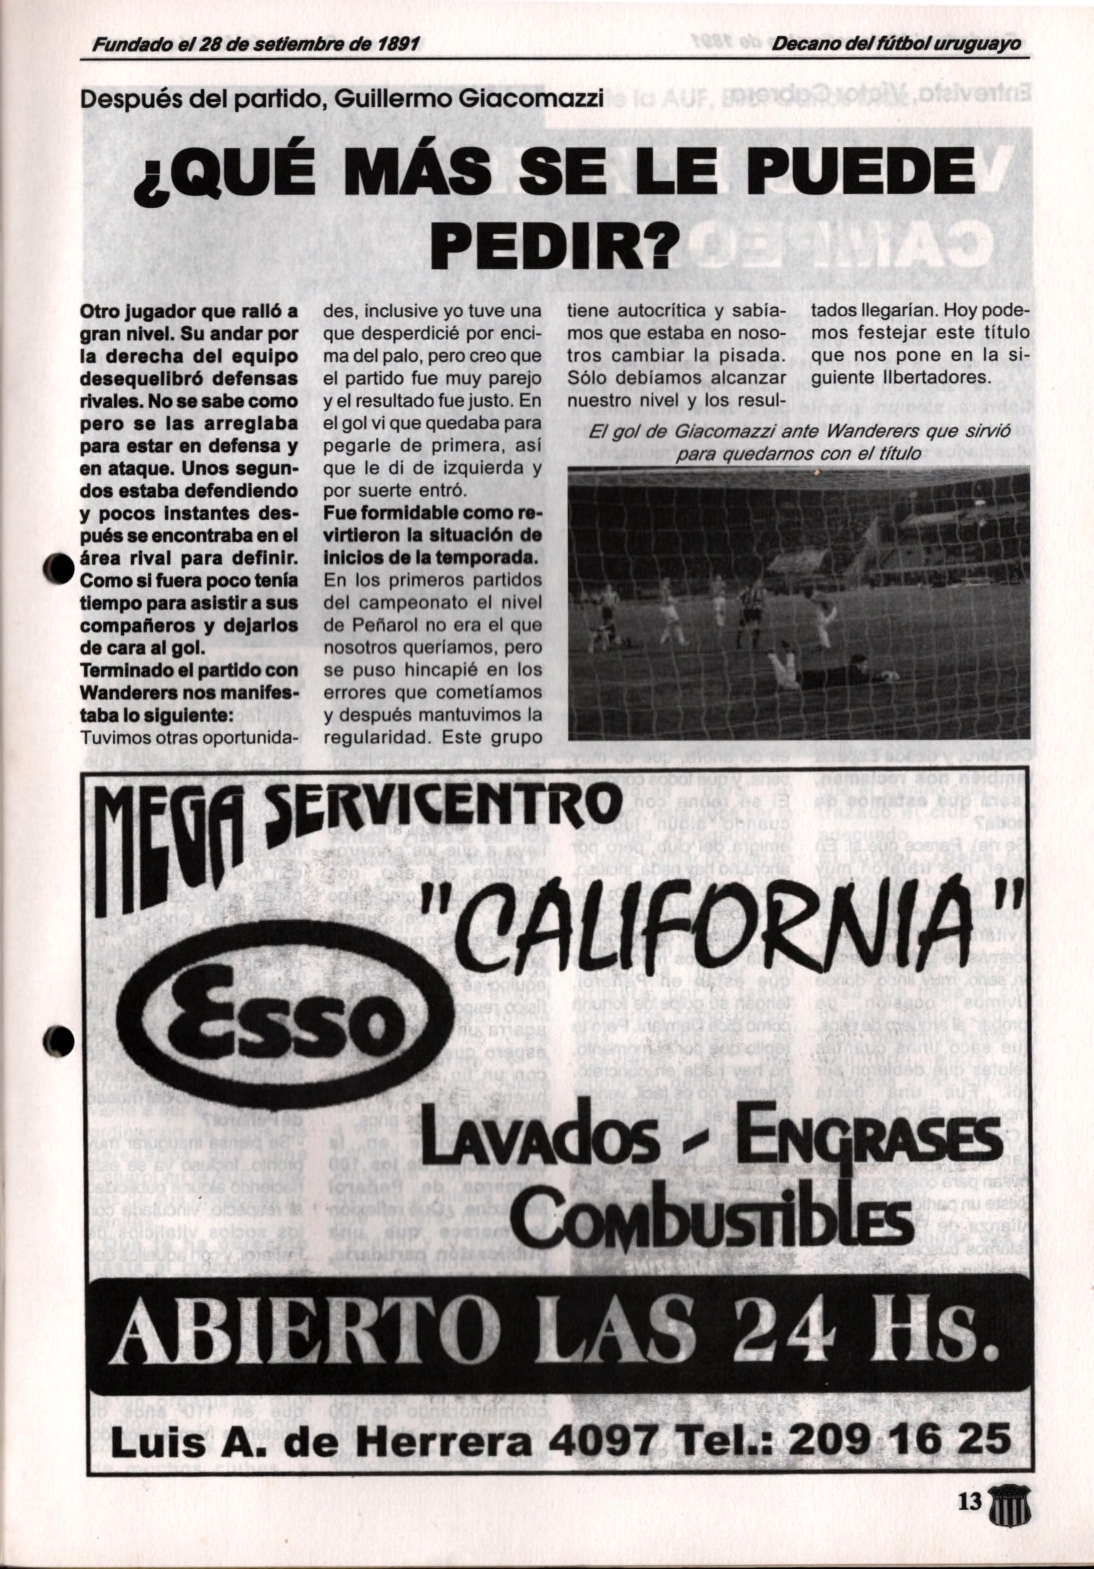 Fundado el 28 de setiembre de 1891
Decano del fútbol uruguayo
Después del partido, Guillermo Giacomazzi
¿QUÉ MÁS SE LE PUEDE
PEDIR?
Otro jugador que ralló a
gran nivel. Su andar por
la derecha del equipo
desequelibró defensas
rivales. No se sabe como
pero se las arreglaba
para estar en defensa y
en ataque. Unos segun-
dos estaba defendiendo
y pocos instantes des-
pués se encontraba en el
área rival para definir.
Como si fuera poco tenía
tiempo para asistir a sus
compañeros y dejarlos
de cara al gol.
Terminado el partido con
Wanderers nos manifes-
taba lo siguiente:
Tuvimos otras oportunida-
des, inclusive yo tuve una
que desperdicié por enci-
ma del palo, pero creo que
el partido fue muy parejo
y el resultado fue justo. En
el gol vi que quedaba para
pegarle de primera, así
que le di de izquierda y
por suerte entró.
Fue formidable como re-
virtieron la situación de
inicios de la temporada.
En los primeros partidos
del campeonato el nivel
de Peñarol no era el que
nosotros queríamos, pero
se puso hincapié en los
errores que cometíamos
y después mantuvimos la
regularidad. Este grupo
tiene autocrítica y sabía-
mos que estaba en noso-
tros cambiar la pisada.
Sólo debíamos alcanzar
nuestro nivel y los resul-
tados llegarían. Hoy pode-
mos festejar este título
que nos pone en la si-
guiente lIbertadores.
El gol de Giacomazzi ante Wanderers que sirvió
para quedarnos con el título
MEGA SERVICENTRO
"CALIFORNIA"
Esso
LAVAdos - ENGRASES
COMbUSTIblES
ABIERTO LAS 24 Hs.
Luis A. de Herrera 4097 Tel.: 209 16 25
13